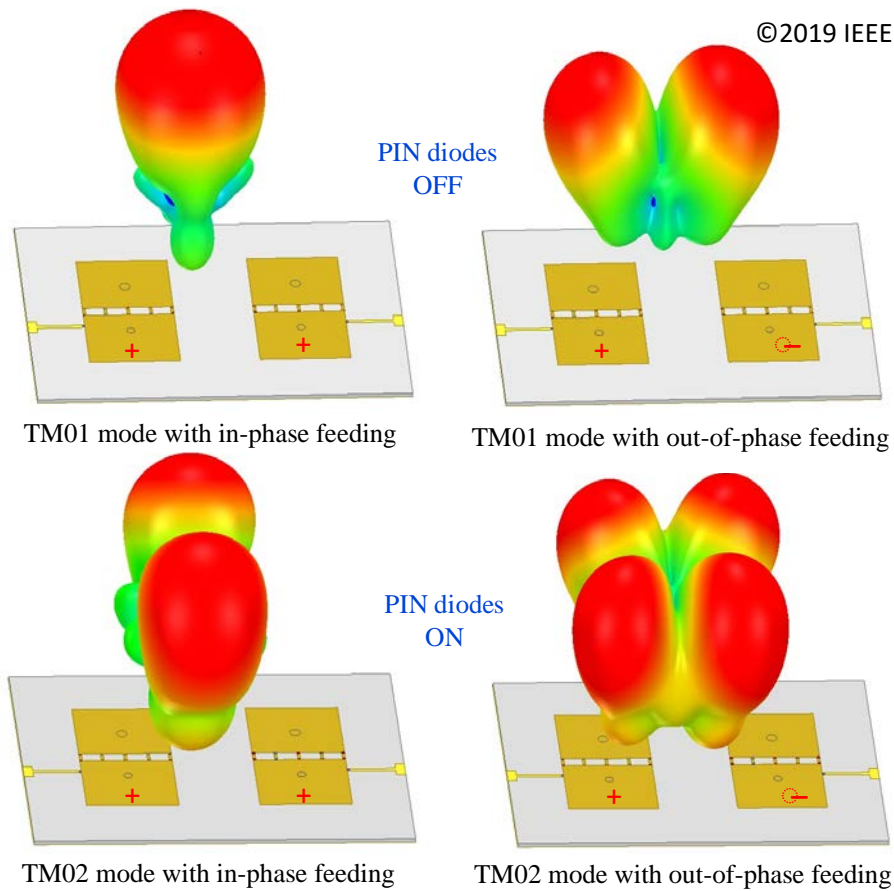 ©2019 IEEE
PIN diodes
OFF
+
+
+
−
TM01 mode with in-phase feeding
TM01 mode with out-of-phase feeding
PIN diodes
ON
+
+
+
−
TM02 mode with in-phase feeding
TM02 mode with out-of-phase feeding